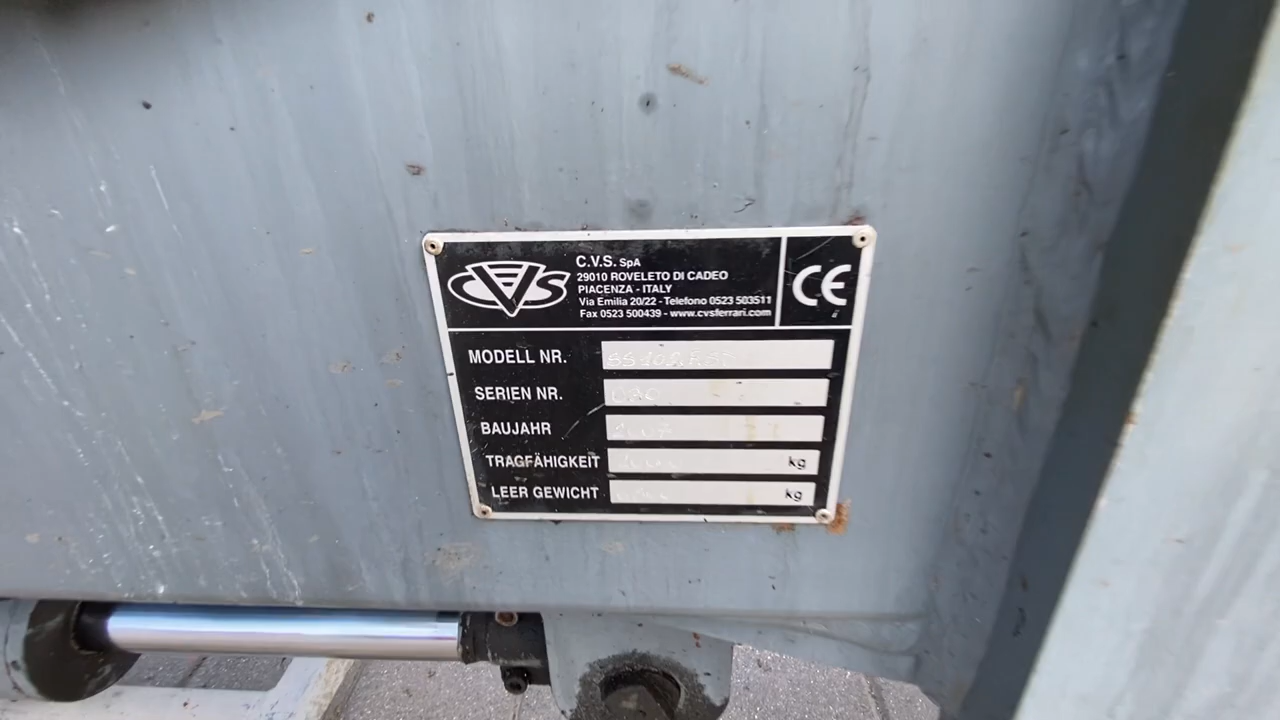 CVS
C.V.S. SpA
29010 ROVELETO DI CADEO
PIACENZA - ITALY
Via Emilia 20/22 - Telefono 0523 503511
Fax 0523 500439 - www.cvsferrari.com
CE
MODELL NR.
SERIEN NR.
BAUJAHR
TRAGFÄHIGKEIT kg
LEER GEWICHT kg